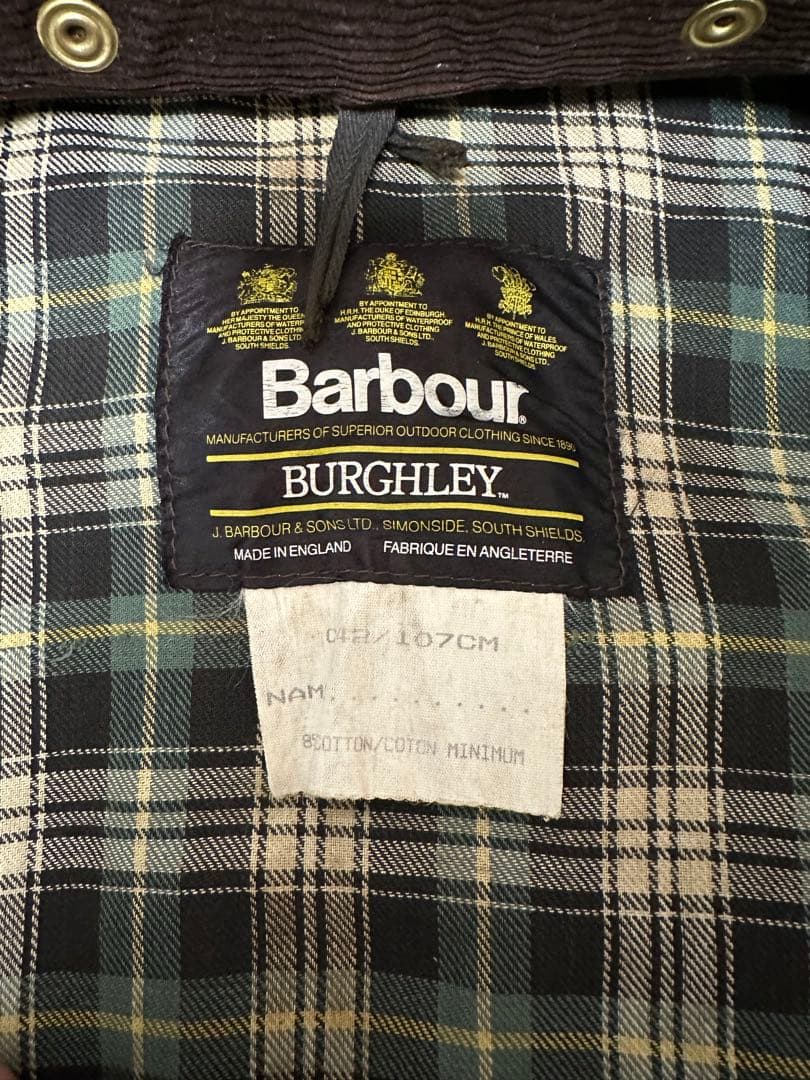 BY APPOINTMENT TO
HER MAJESTY THE QUEEN
MANUFACTURERS OF WATERP
AND PROTECTIVE CLOTHIN
J. BARBOUR & SONS LTD
SOUTH SHIELDS.
BY APPOINTMENT TO
H.R.H. THE DUKE OF EDINBURGH.
MANUFACTURERS OF WATERPROOF
AND PROTECTIVE CLOTHING
J. BARBOUR & SONS LTD.,
SOUTH SHIELDS.
BY APPOINTMENT TO
H.R.H. THE PRINCE OF WALES
MANUFACTURERS OF WATERPROOF
AND PROTECTIVE CLOTHING
J. BARBOUR & SONS LTD.,
SOUTH SHIELDS.
Barbour®
MANUFACTURERS OF SUPERIOR OUTDOOR CLOTHING SINCE 1890
BURGHLEY™
J. BARBOUR & SONS LTD., SIMONSIDE, SOUTH SHIELDS
MADE IN ENGLAND FABRIQUE EN ANGLETERRE
C42/107CM
NAM...........
COTTON/COTON MINIMUM